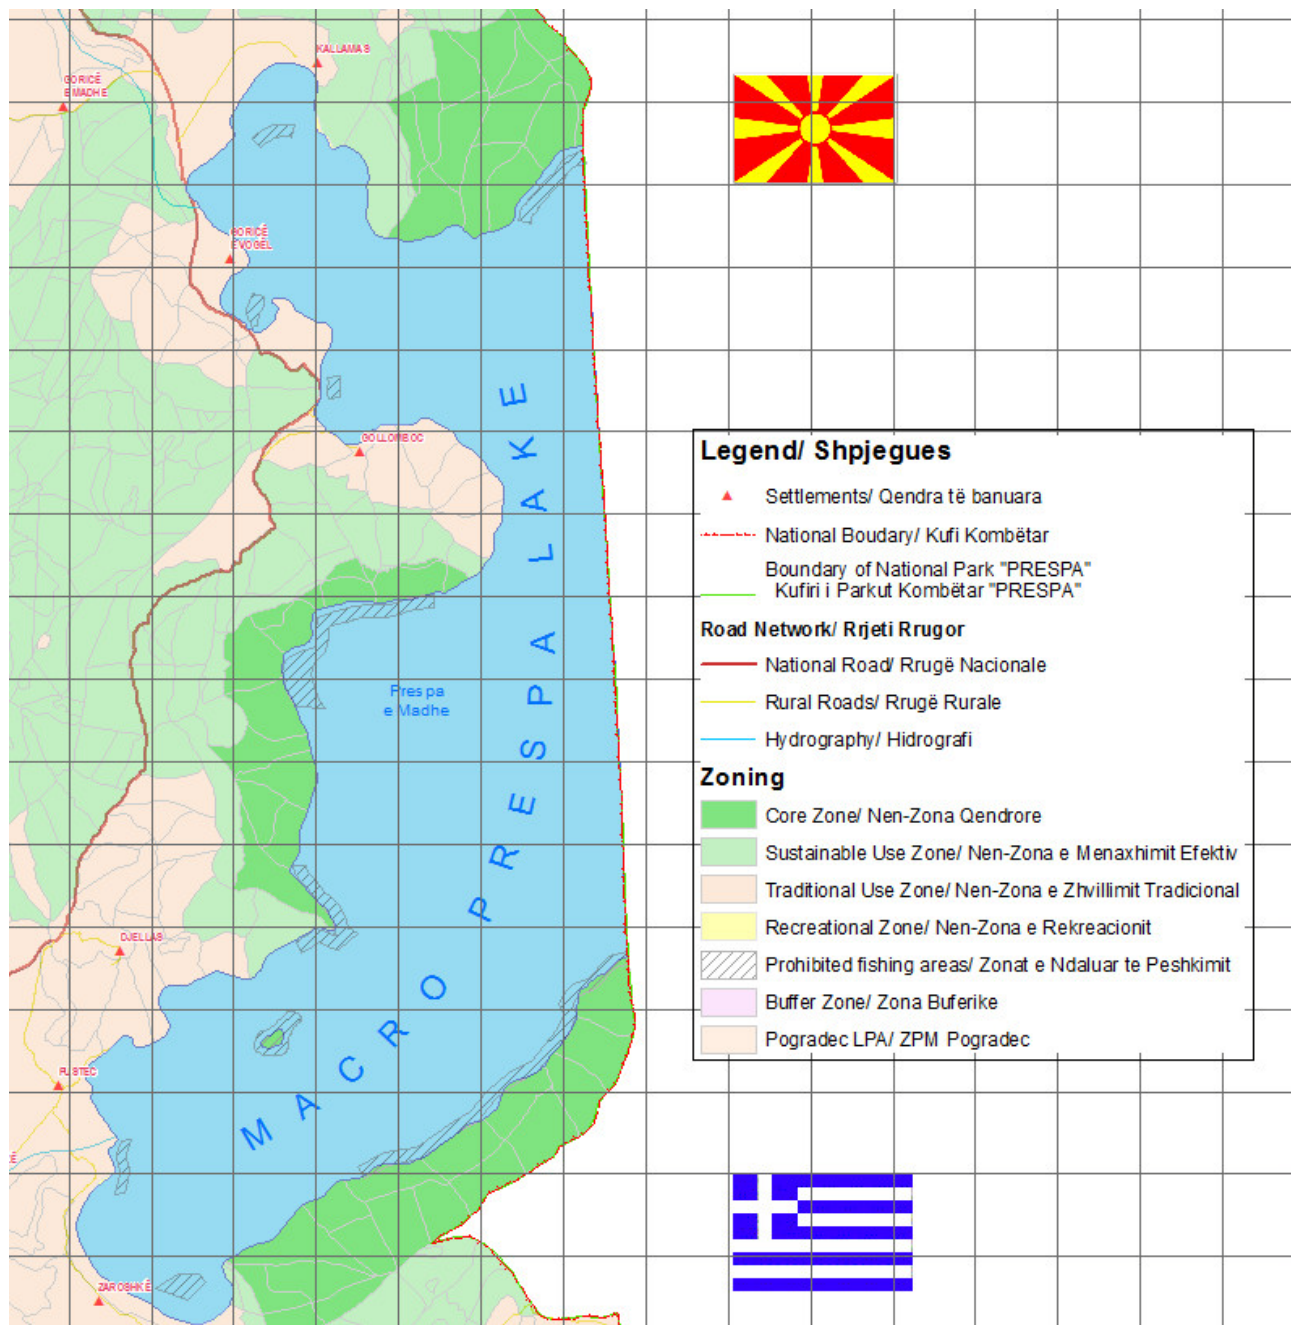 KALLAMAS
GORICË
E MADHE
GORICË
E VOGËL
GOLLOMBOC
MACRO PRESPA LAKE
Prespa
e Madhe
DJELLAS
PUSTEC
ZAROSHKË
Legend/ Shpjegues
Settlements/ Qendra të banuara
National Boudary/ Kufi Kombëtar
Boundary of National Park "PRESPA"
Kufiri i Parkut Kombëtar "PRESPA"
Road Network/ Rrjeti Rrugor
National Road/ Rrugë Nacionale
Rural Roads/ Rrugë Rurale
Hydrography/ Hidrografi
Zoning
Core Zone/ Nen-Zona Qendrore
Sustainable Use Zone/ Nen-Zona e Menaxhimit Efektiv
Traditional Use Zone/ Nen-Zona e Zhvillimit Tradicional
Recreational Zone/ Nen-Zona e Rekreacionit
Prohibited fishing areas/ Zonat e Ndaluar te Peshkimit
Buffer Zone/ Zona Buferike
Pogradec LPA/ ZPM Pogradec